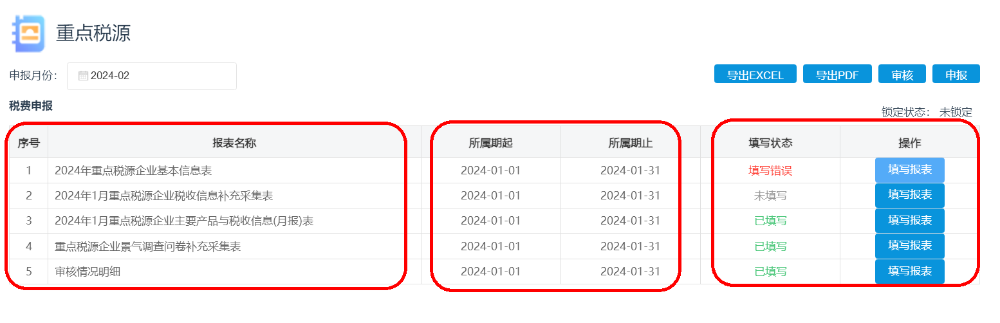 重点税源
申报月份： 2024-02 导出EXCEL 导出PDF 审核 申报
税费申报
锁定状态： 未锁定
序号 报表名称 所属期起 所属期止 填写状态 操作
1 2024年重点税源企业基本信息表 2024-01-01 2024-01-31 填写错误 填写报表
2 2024年1月重点税源企业税收信息补充采集表 2024-01-01 2024-01-31 未填写 填写报表
3 2024年1月重点税源企业主要产品与税收信息(月报)表 2024-01-01 2024-01-31 已填写 填写报表
4 重点税源企业景气调查问卷补充采集表 2024-01-01 2024-01-31 已填写 填写报表
5 审核情况明细 2024-01-01 2024-01-31 已填写 填写报表